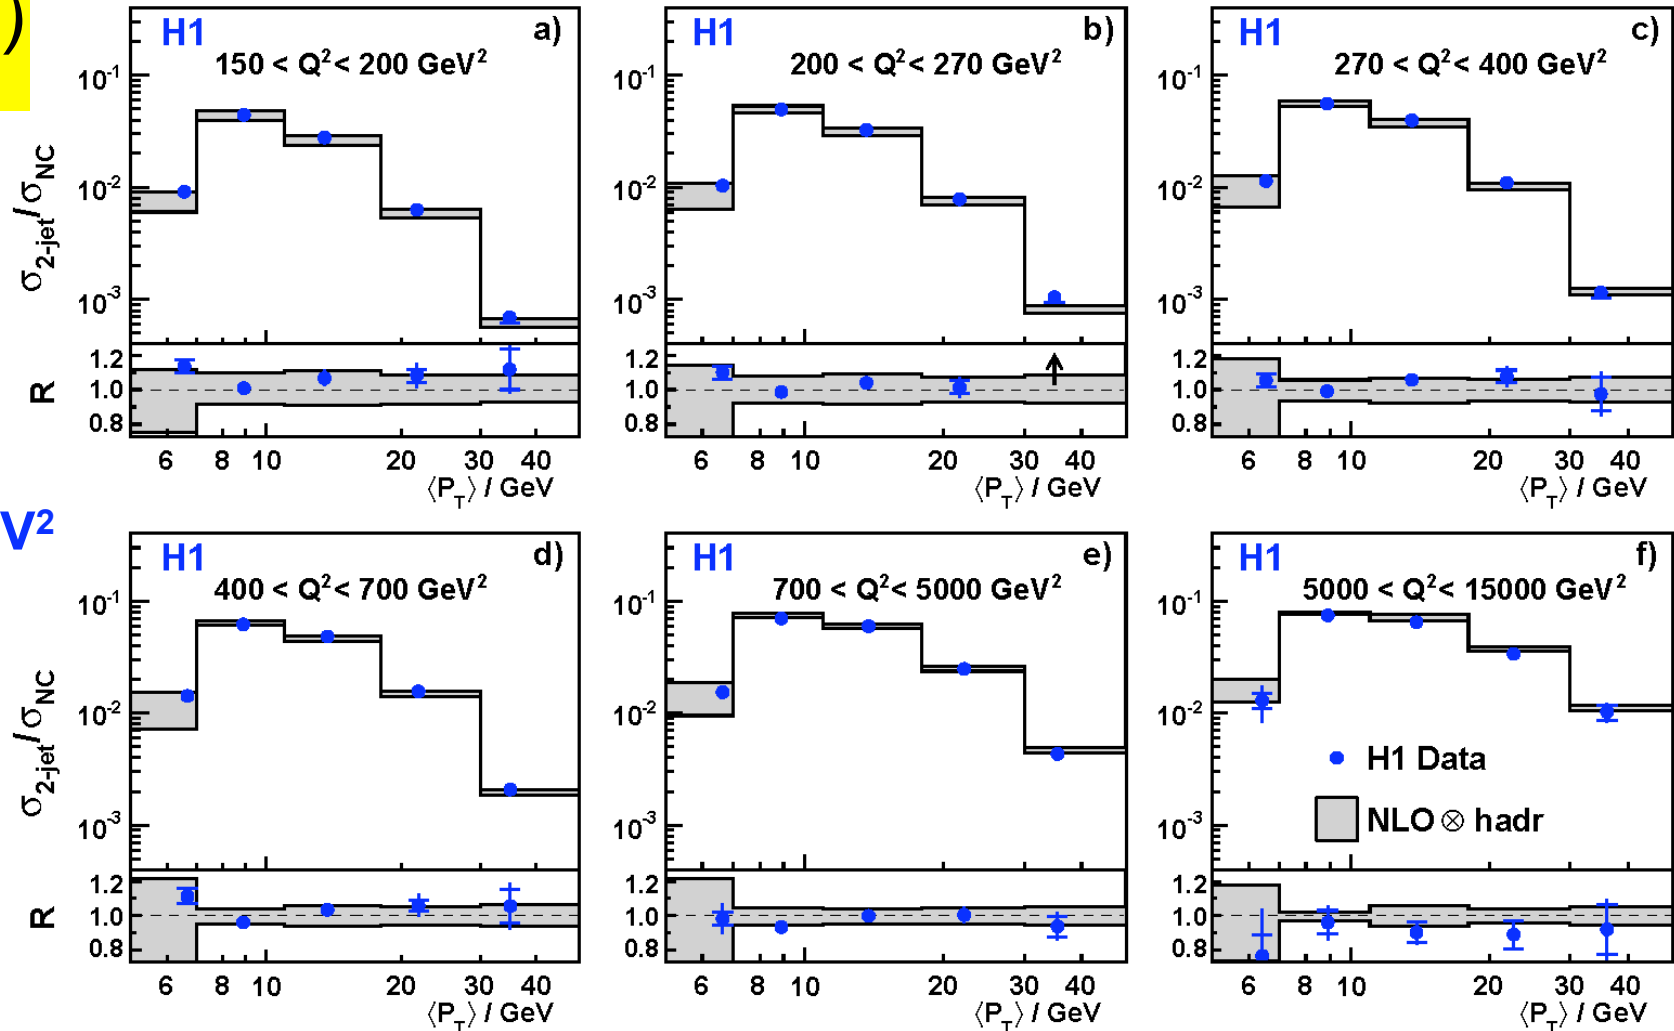 )
H1 a)
150 < Q² < 200 GeV²
10⁻¹
10⁻²
10⁻³
σ2-jet/σNC
1.2
1.0
0.8
R
6 8 10 20 30 40
⟨PT⟩ / GeV
H1 b)
200 < Q² < 270 GeV²
10⁻¹
10⁻²
10⁻³
1.2
1.0
0.8
6 8 10 20 30 40
⟨PT⟩ / GeV
H1 c)
270 < Q² < 400 GeV²
10⁻¹
10⁻²
10⁻³
1.2
1.0
0.8
6 8 10 20 30 40
⟨PT⟩ / GeV
V²
H1 d)
400 < Q² < 700 GeV²
10⁻¹
10⁻²
10⁻³
σ2-jet/σNC
1.2
1.0
0.8
R
6 8 10 20 30 40
⟨PT⟩ / GeV
H1 e)
700 < Q² < 5000 GeV²
10⁻¹
10⁻²
10⁻³
1.2
1.0
0.8
6 8 10 20 30 40
⟨PT⟩ / GeV
H1 f)
5000 < Q² < 15000 GeV²
10⁻¹
10⁻²
10⁻³
H1 Data
NLO ⊗ hadr
1.2
1.0
0.8
6 8 10 20 30 40
⟨PT⟩ / GeV